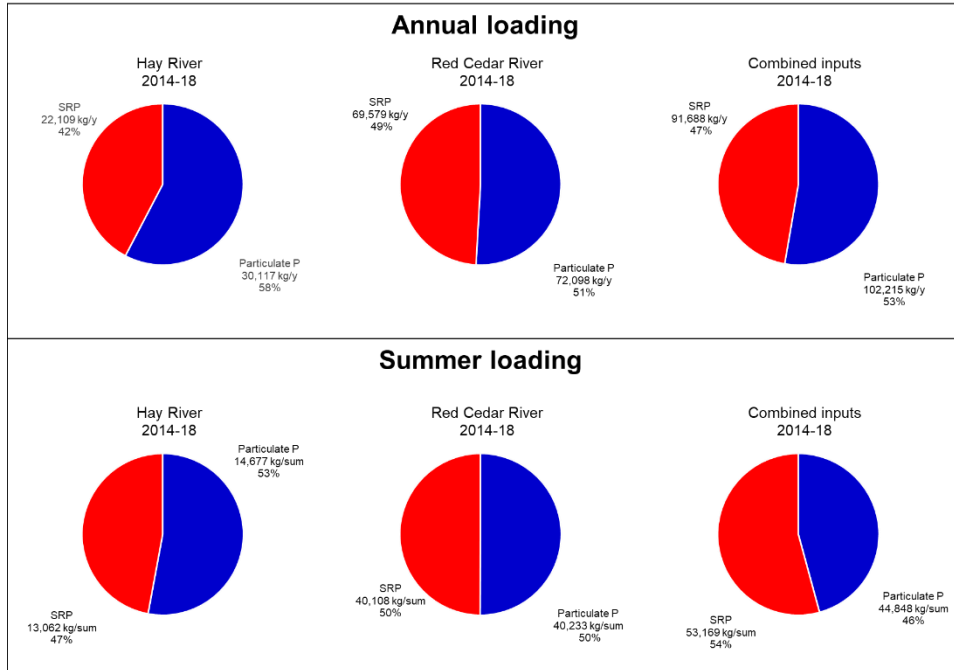 Annual loading
Hay River
2014-18
SRP
22,109 kg/y
42%
Particulate P
30,117 kg/y
58%
Red Cedar River
2014-18
SRP
69,579 kg/y
49%
Particulate P
72,098 kg/y
51%
Combined inputs
2014-18
SRP
91,688 kg/y
47%
Particulate P
102,215 kg/y
53%
Summer loading
Hay River
2014-18
Particulate P
14,677 kg/sum
53%
SRP
13,062 kg/sum
47%
Red Cedar River
2014-18
SRP
40,108 kg/sum
50%
Particulate P
40,233 kg/sum
50%
Combined inputs
2014-18
Particulate P
44,848 kg/sum
46%
SRP
53,169 kg/sum
54%